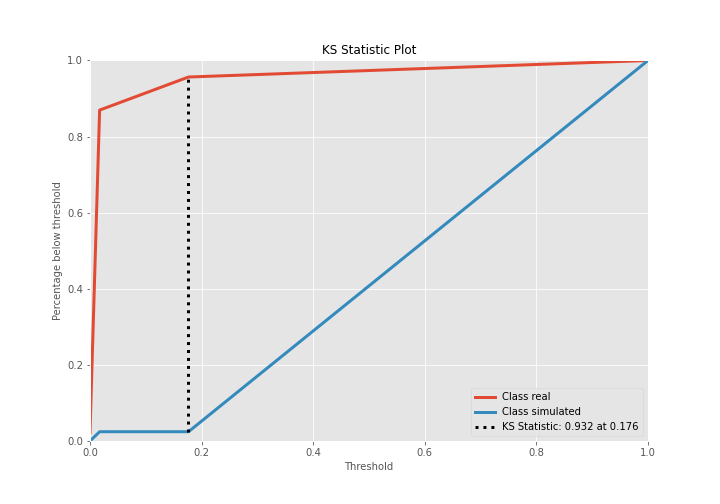 KS Statistic Plot
1.0
0.8
0.6
0.4
0.2
0.0
Percentage below threshold
0.0 0.2 0.4 0.6 0.8 1.0
Threshold
Class real
Class simulated
KS Statistic: 0.932 at 0.176